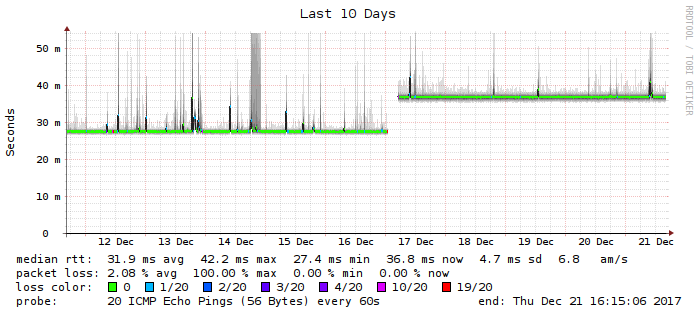 Last 10 Days
RRDTOOL / TOBI OETIKER
Seconds
50 m
40 m
30 m
20 m
10 m
0
12 Dec 13 Dec 14 Dec 15 Dec 16 Dec 17 Dec 18 Dec 19 Dec 20 Dec 21 Dec
median rtt: 31.9 ms avg 42.2 ms max 27.4 ms min 36.8 ms now 4.7 ms sd 6.8 am/s
packet loss: 2.08 % avg 100.00 % max 0.00 % min 0.00 % now
loss color: 0 1/20 2/20 3/20 4/20 10/20 19/20
probe: 20 ICMP Echo Pings (56 Bytes) every 60s end: Thu Dec 21 16:15:06 2017